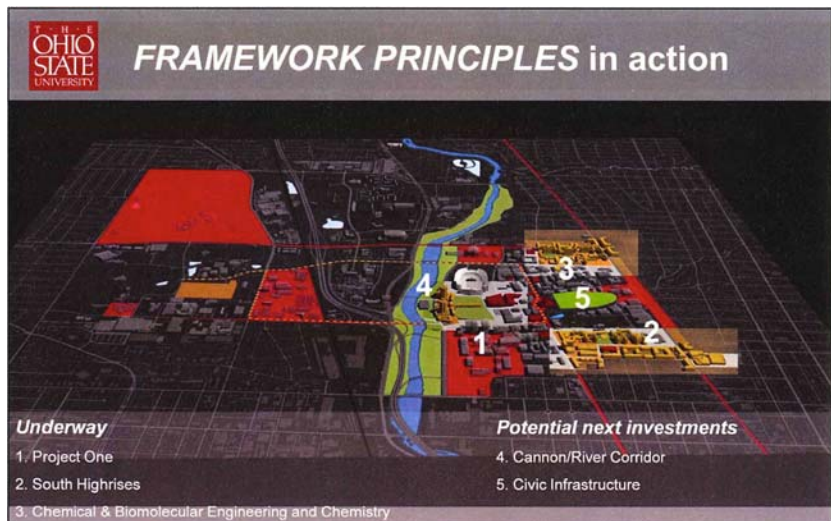 T · H · E
OHIO
STATE
UNIVERSITY
FRAMEWORK PRINCIPLES in action
3
4
5
1
2
Underway
1. Project One
2. South Highrises
3. Chemical & Biomolecular Engineering and Chemistry
Potential next investments
4. Cannon/River Corridor
5. Civic Infrastructure